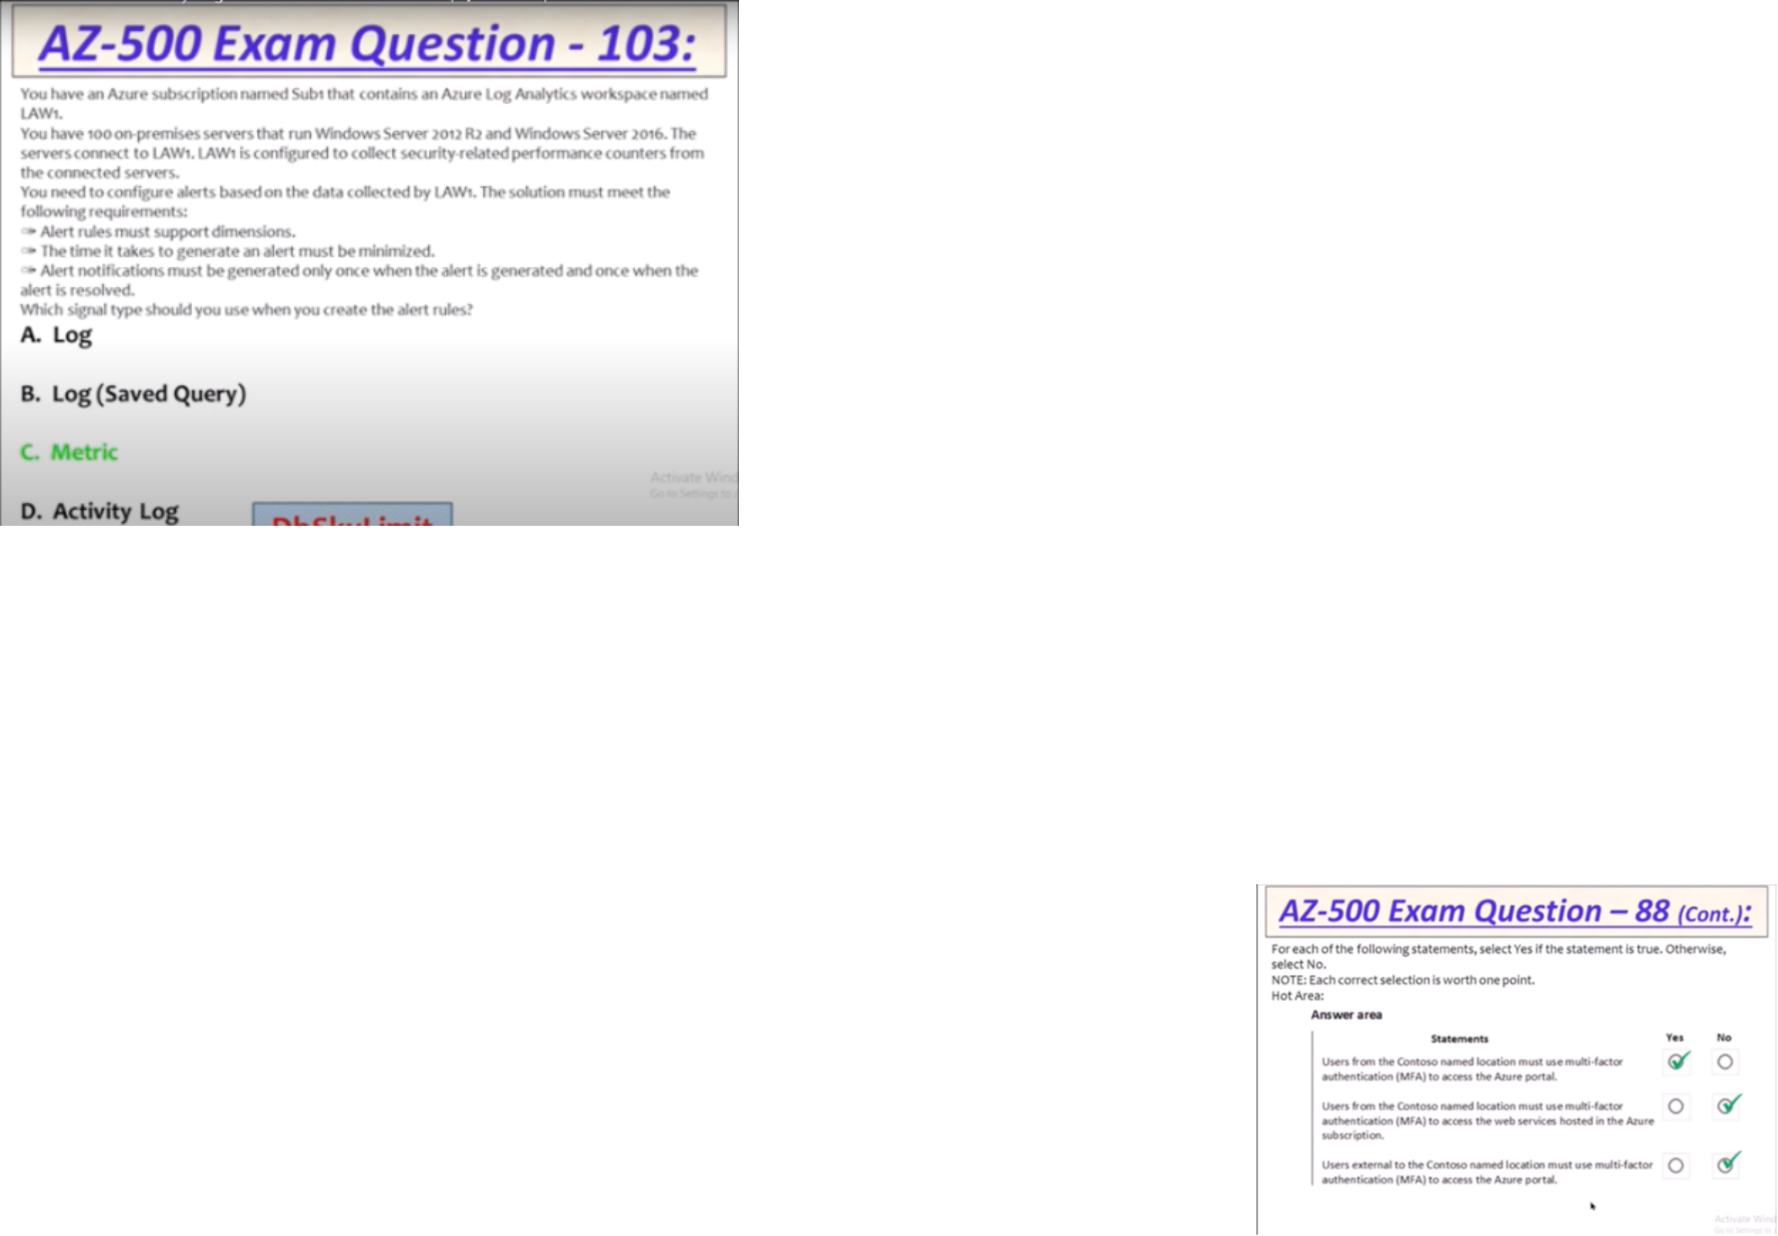 AZ-500 Exam Question - 103:
You have an Azure subscription named Sub1 that contains an Azure Log Analytics workspace named
LAW1.
You have 100 on-premises servers that run Windows Server 2012 R2 and Windows Server 2016. The
servers connect to LAW1. LAW1 is configured to collect security-related performance counters from
the connected servers.
You need to configure alerts based on the data collected by LAW1. The solution must meet the
following requirements:
Alert rules must support dimensions.
The time it takes to generate an alert must be minimized.
Alert notifications must be generated only once when the alert is generated and once when the
alert is resolved.
Which signal type should you use when you create the alert rules?
A. Log
B. Log (Saved Query)
C. Metric
Activate Wind
Go to Settings to
D. Activity Log
DbSkyLimit
AZ-500 Exam Question – 88 (Cont.):
For each of the following statements, select Yes if the statement is true. Otherwise,
select No.
NOTE: Each correct selection is worth one point.
Hot Area:
Answer area
Statements Yes No
Users from the Contoso named location must use multi-factor
authentication (MFA) to access the Azure portal.
Users from the Contoso named location must use multi-factor
authentication (MFA) to access the web services hosted in the Azure
subscription.
Users external to the Contoso named location must use multi-factor
authentication (MFA) to access the Azure portal.
Activate Wind
Go to Settings to